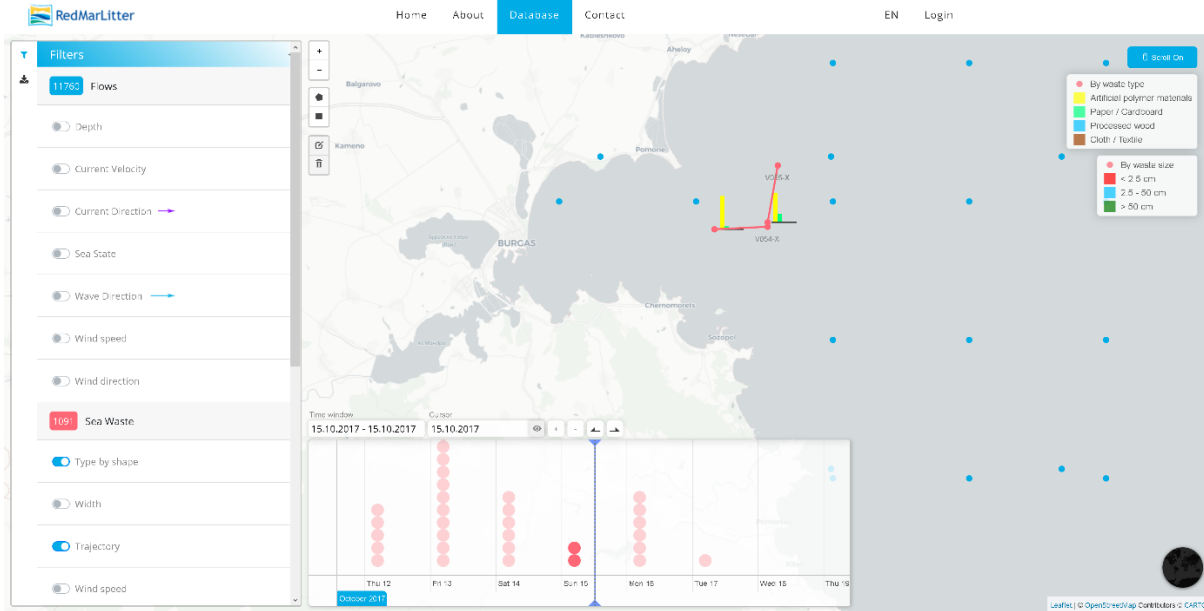 RedMarLitter
Home About Database Contact
EN Login
Filters
11760 Flows
Depth
Current Velocity
Current Direction
Sea State
Wave Direction
Wind speed
Wind direction
1091 Sea Waste
Type by shape
Width
Trajectory
Wind speed
+
-
Aheloy
Balgarovo
Kameno
Pomorie
BURGAS
Chernomorets
Sozopol
V045-X
V054-X
Scroll On
By waste type
Artificial polymer materials
Paper / Cardboard
Processed wood
Cloth / Textile
By waste size
< 2.5 cm
2.5 - 50 cm
> 50 cm
Time window Cursor
15.10.2017 - 15.10.2017 15.10.2017 + -
Thu 12 Fri 13 Sat 14 Sun 15 Mon 16 Tue 17 Wed 18 Thu 19
October 2017
Leaflet | © OpenStreetMap Contributors © CARTO